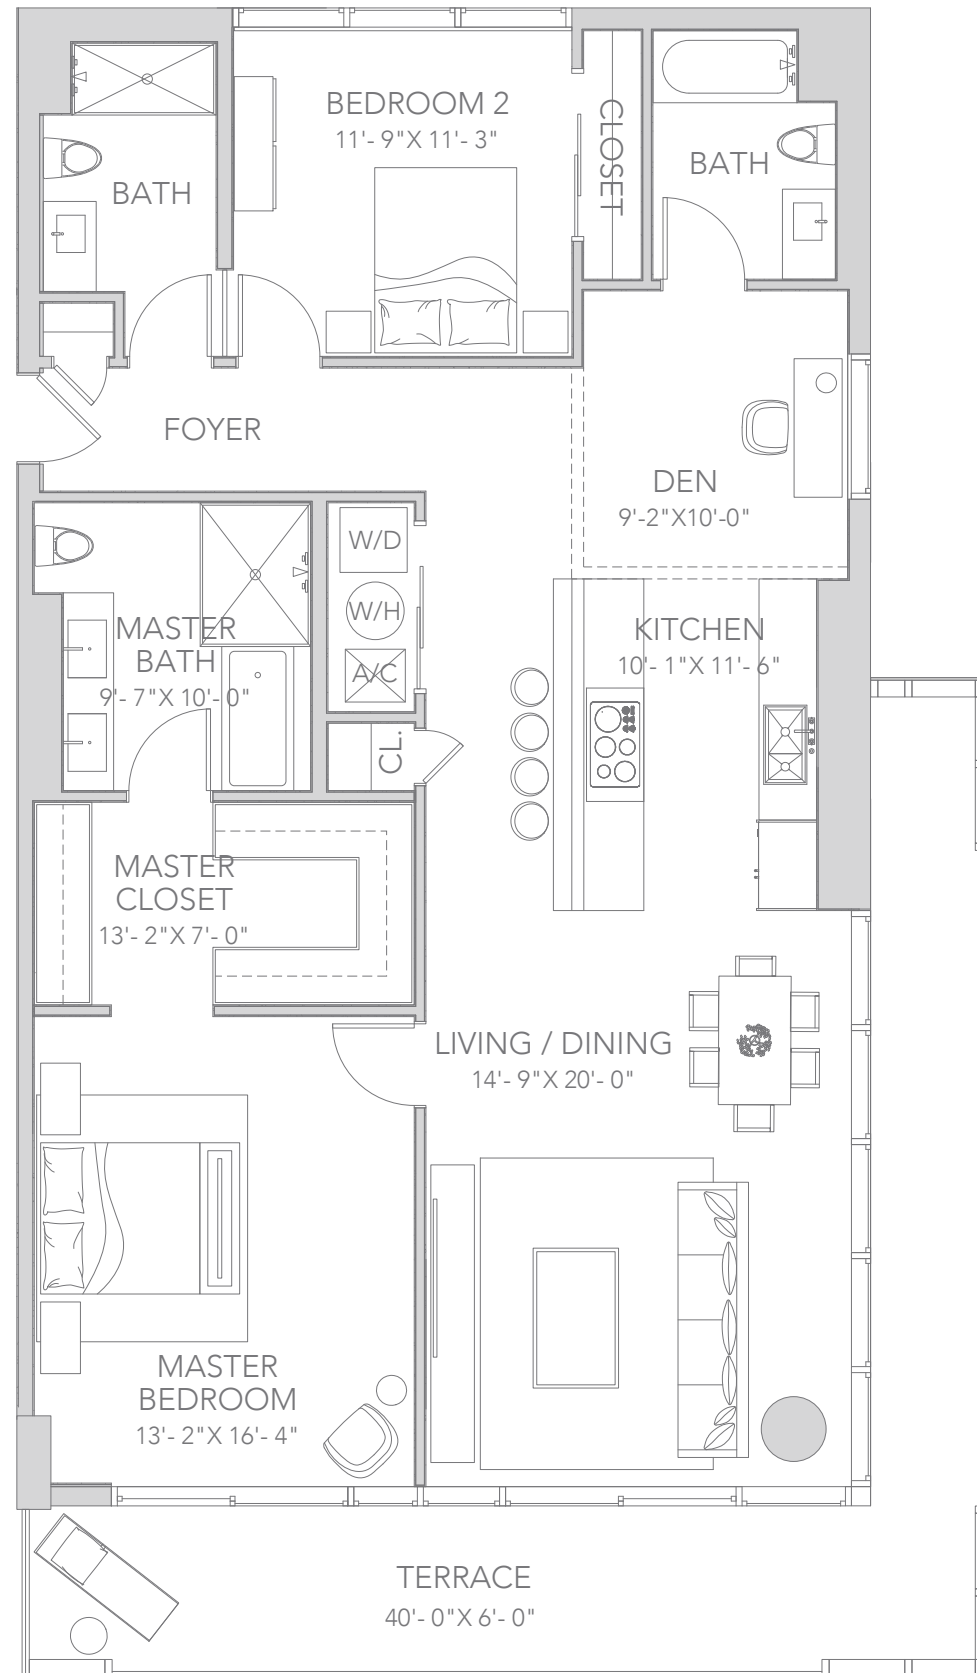 BEDROOM 2
11'- 9"X 11'- 3"
CLOSET
BATH
BATH
FOYER
DEN
9'-2"X10'-0"
W/D
W/H
A/C
MASTER
BATH
9'- 7"X 10'- 0"
KITCHEN
10'- 1"X 11'- 6"
CL.
MASTER
CLOSET
13'- 2"X 7'- 0"
LIVING / DINING
14'- 9"X 20'- 0"
MASTER
BEDROOM
13'- 2"X 16'- 4"
TERRACE
40'- 0"X 6'- 0"